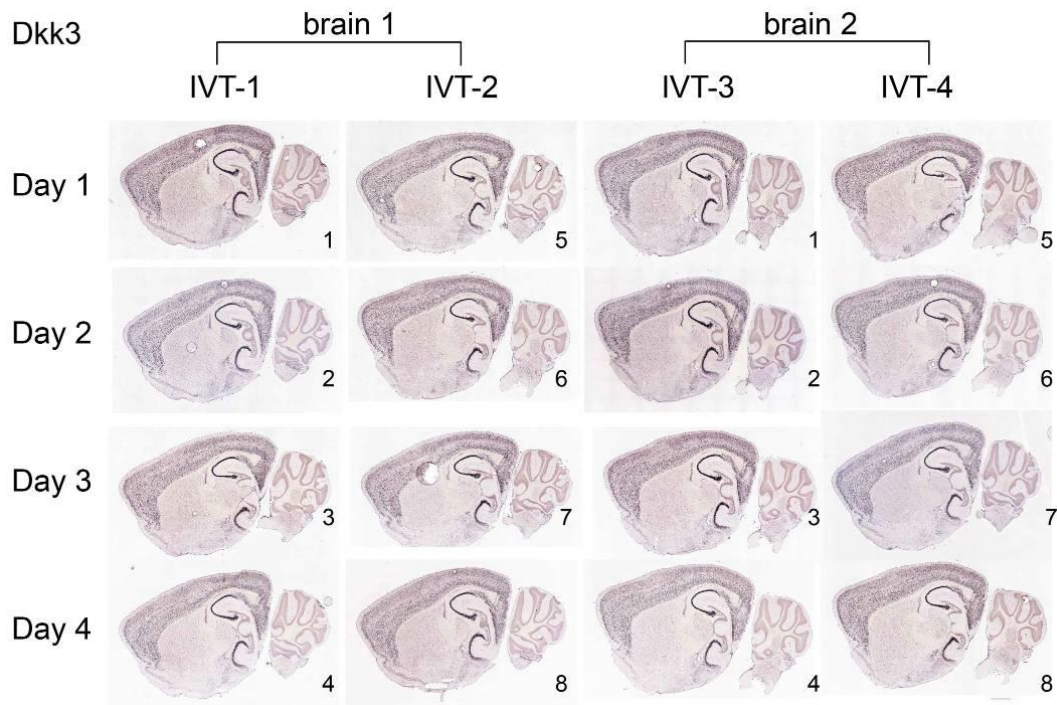 Dkk3
brain 1 brain 2
IVT-1 IVT-2 IVT-3 IVT-4
Day 1
1 5 1 5
Day 2
2 6 2 6
Day 3
3 7 3 7
Day 4
4 8 4 8